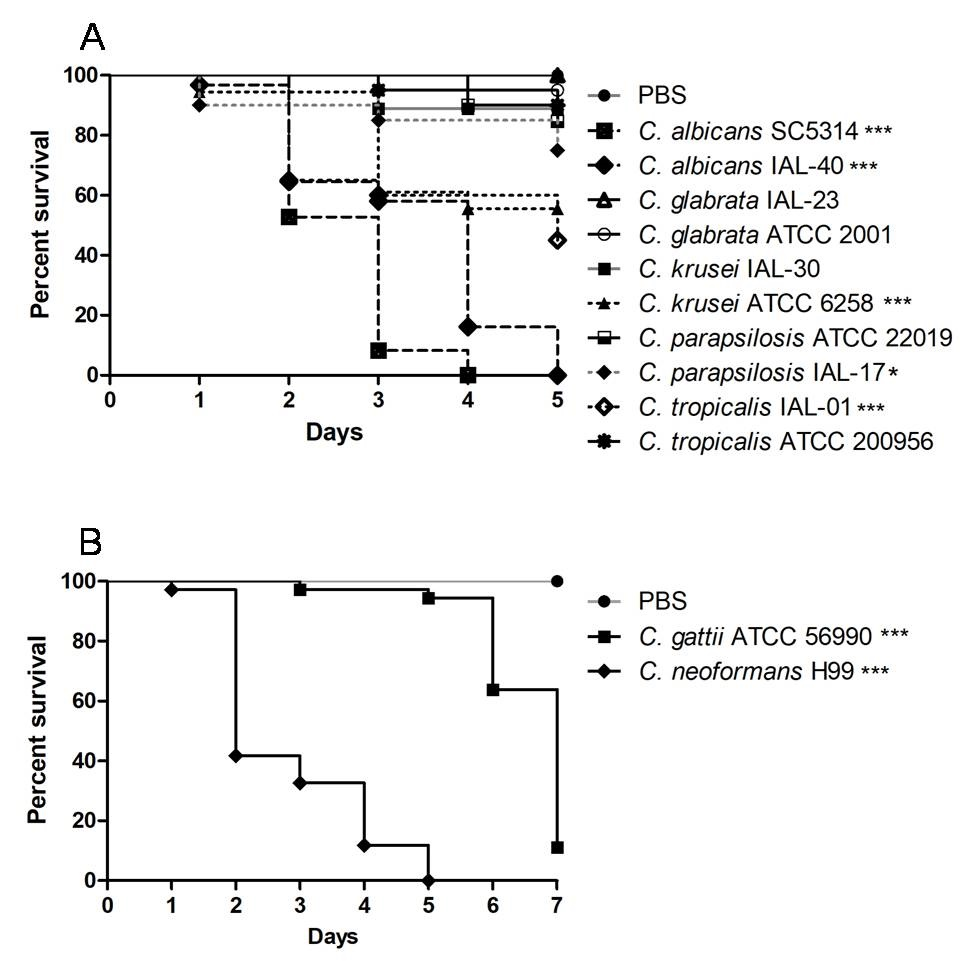 A
100
80
60
40
20
0
Percent survival
0 1 2 3 4 5
Days
PBS
C. albicans SC5314 ***
C. albicans IAL-40 ***
C. glabrata IAL-23
C. glabrata ATCC 2001
C. krusei IAL-30
C. krusei ATCC 6258 ***
C. parapsilosis ATCC 22019
C. parapsilosis IAL-17*
C. tropicalis IAL-01***
C. tropicalis ATCC 200956
B
100
80
60
40
20
0
Percent survival
0 1 2 3 4 5 6 7
Days
PBS
C. gattii ATCC 56990 ***
C. neoformans H99 ***